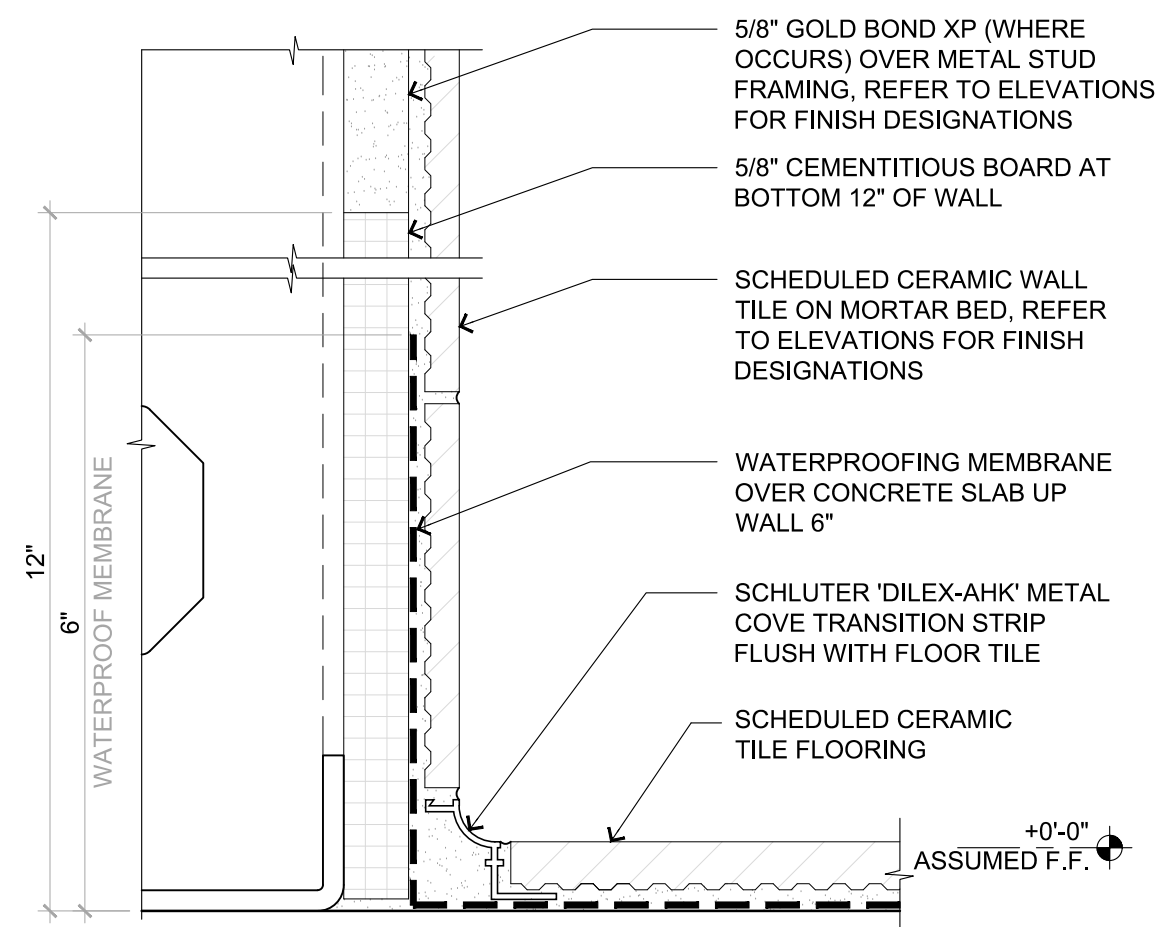 5/8" GOLD BOND XP (WHERE
OCCURS) OVER METAL STUD
FRAMING, REFER TO ELEVATIONS
FOR FINISH DESIGNATIONS
5/8" CEMENTITIOUS BOARD AT
BOTTOM 12" OF WALL
SCHEDULED CERAMIC WALL
TILE ON MORTAR BED, REFER
TO ELEVATIONS FOR FINISH
DESIGNATIONS
WATERPROOFING MEMBRANE
OVER CONCRETE SLAB UP
WALL 6"
SCHLUTER 'DILEX-AHK' METAL
COVE TRANSITION STRIP
FLUSH WITH FLOOR TILE
SCHEDULED CERAMIC
TILE FLOORING
+0'-0"
ASSUMED F.F.
12"
6"
WATERPROOF MEMBRANE